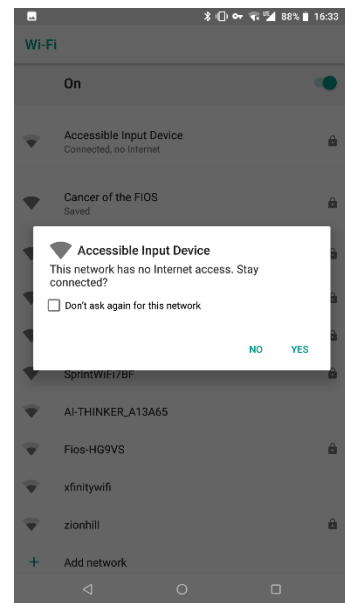 88% 16:33
Wi-Fi
On
Accessible Input Device
Connected, no Internet
Cancer of the FIOS
Saved
Accessible Input Device
This network has no Internet access. Stay
connected?
Don't ask again for this network
NO YES
SprintWiFi7BF
AI-THINKER_A13A65
Fios-HG9VS
xfinitywifi
zionhill
Add network